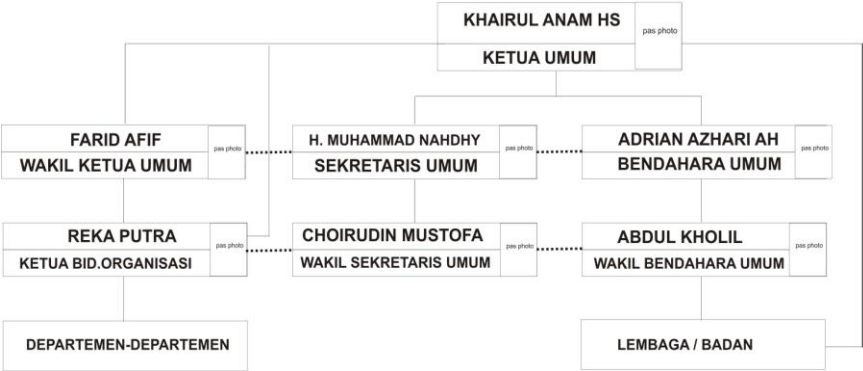 KHAIRUL ANAM HS
pas photo
KETUA UMUM
FARID AFIF
pas photo
WAKIL KETUA UMUM
H. MUHAMMAD NAHDHY
pas photo
SEKRETARIS UMUM
ADRIAN AZHARI AH
pas photo
BENDAHARA UMUM
REKA PUTRA
pas photo
KETUA BID.ORGANISASI
CHOIRUDIN MUSTOFA
pas photo
WAKIL SEKRETARIS UMUM
ABDUL KHOLIL
pas photo
WAKIL BENDAHARA UMUM
DEPARTEMEN-DEPARTEMEN
LEMBAGA / BADAN